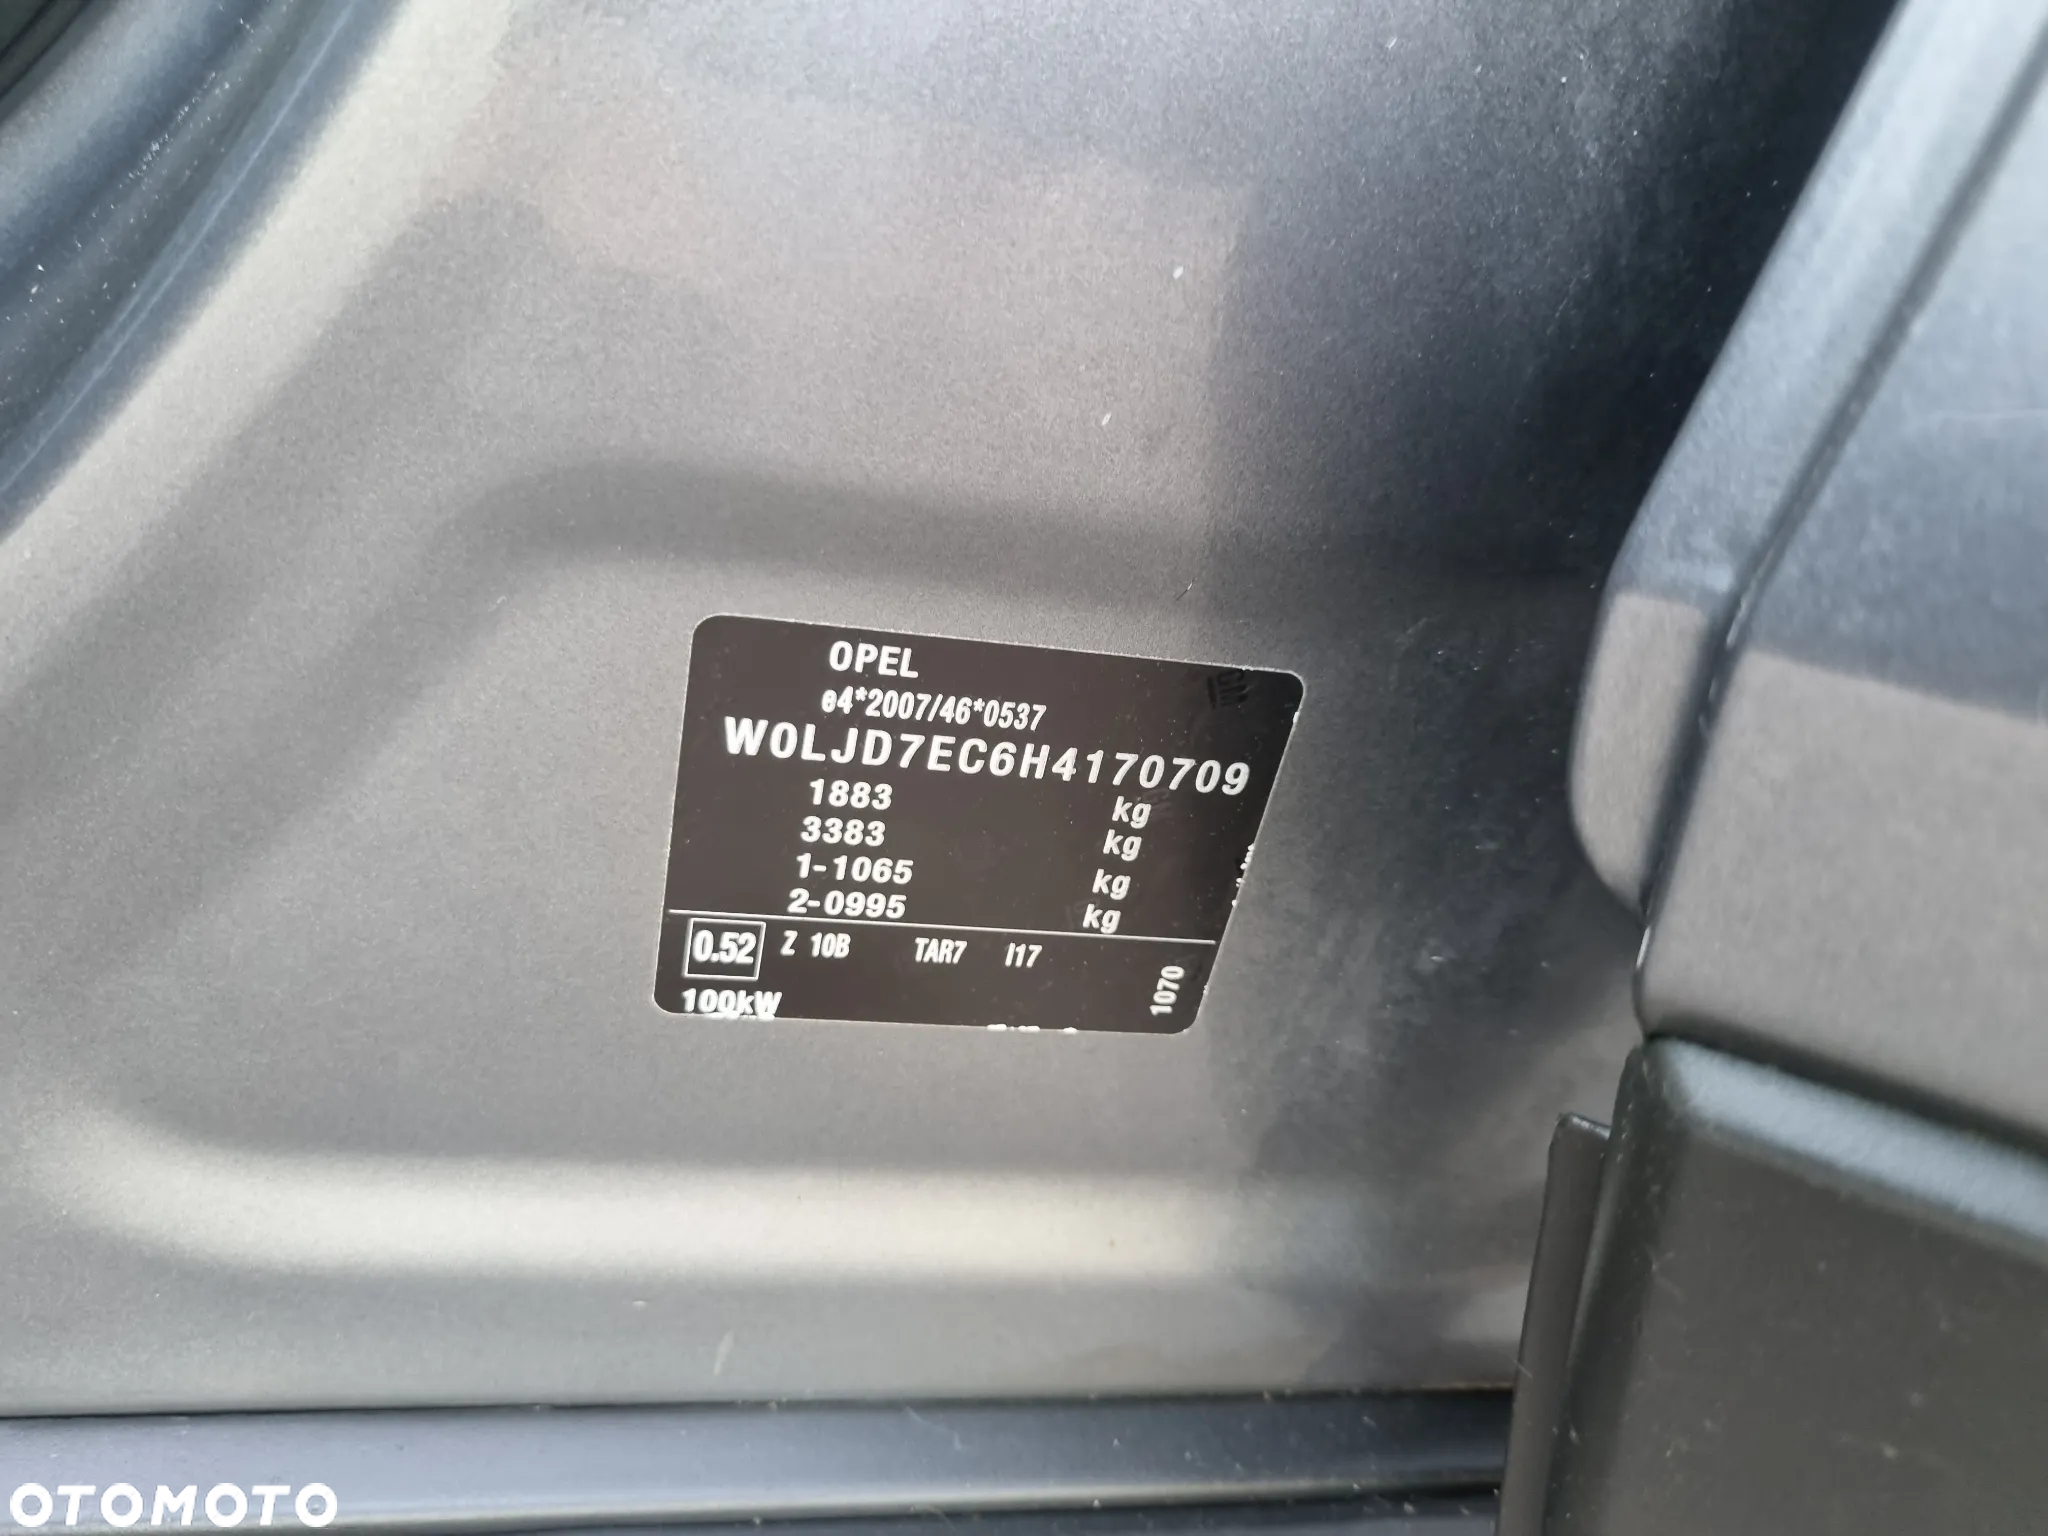 OPEL
e4*2007/46*0537
W0LJD7EC6H4170709
1883 kg
3383 kg
1-1065 kg
2-0995 kg
0.52 Z 10B TAR7 I17
1070
100kW
OTOMOTO